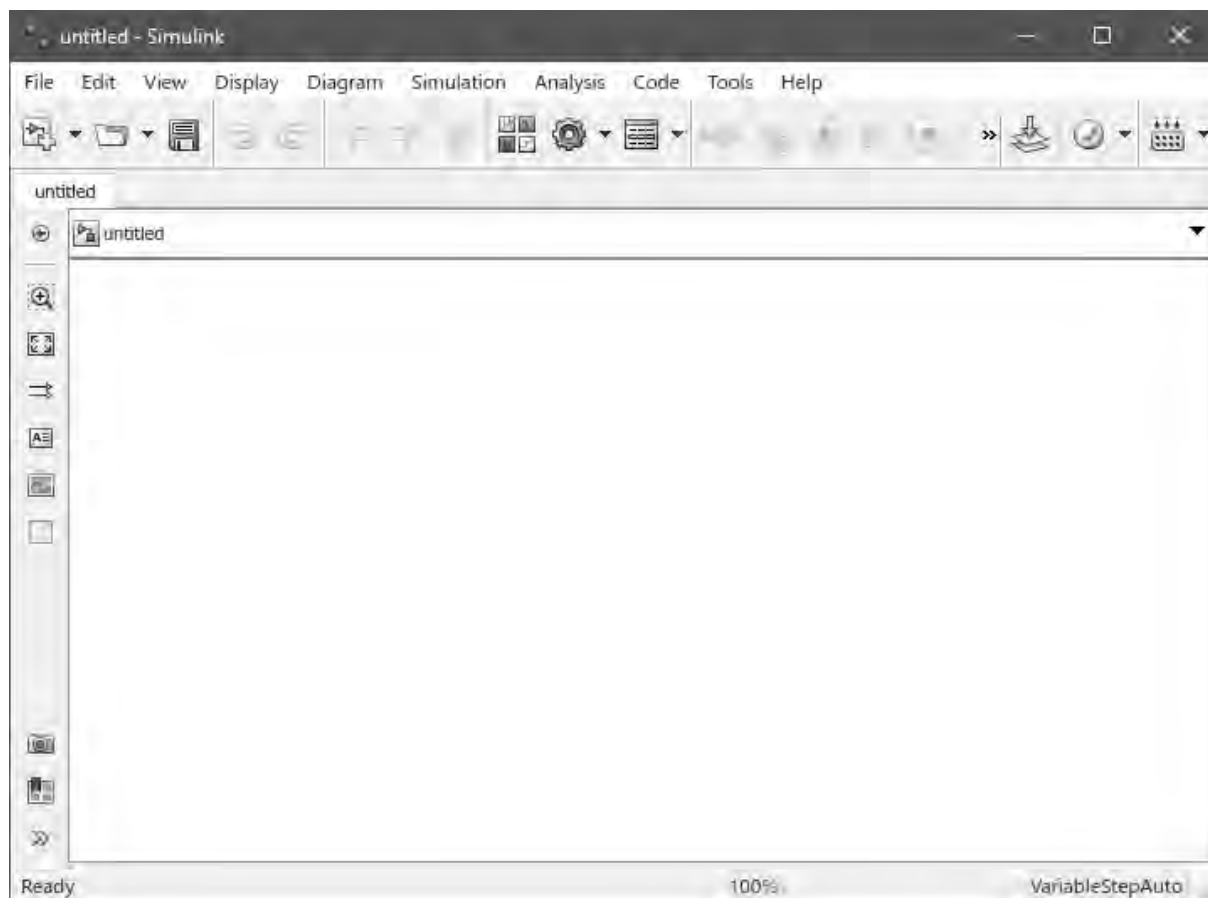 untitled - Simulink
File Edit View Display Diagram Simulation Analysis Code Tools Help
untitled
untitled
Ready 100% VariableStepAuto